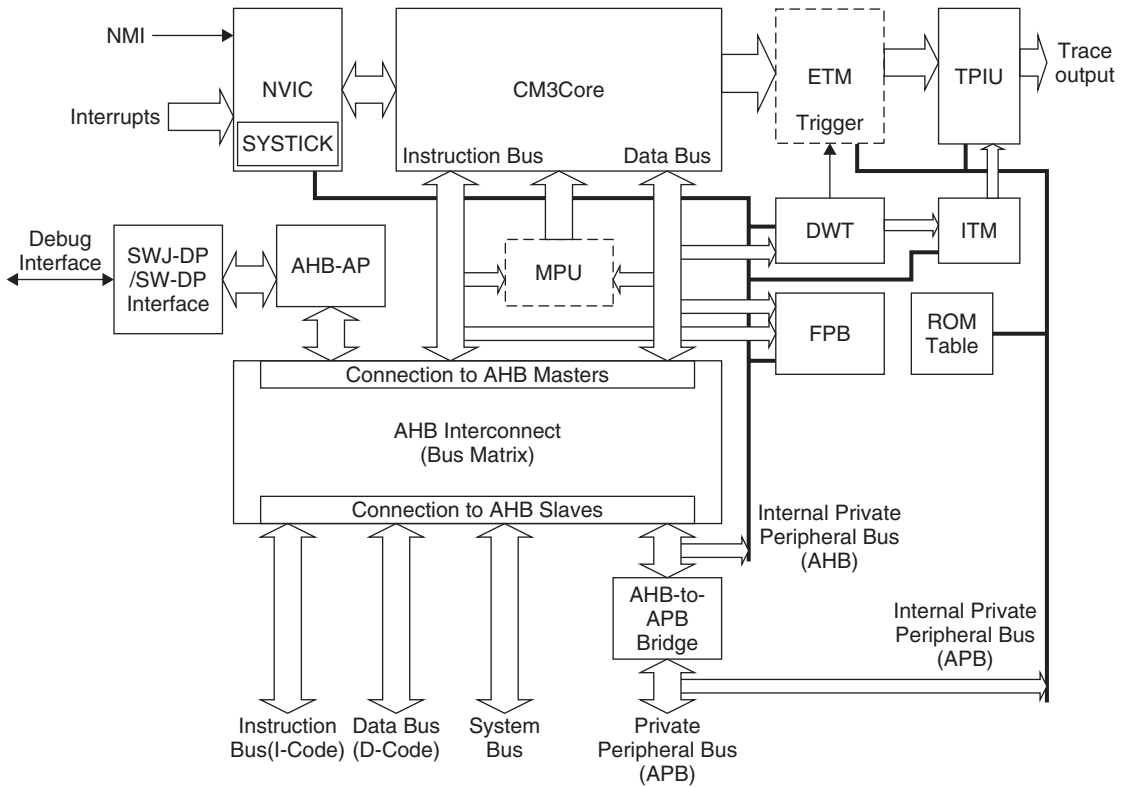 NMI
Interrupts
NVIC
SYSTICK
CM3Core
Instruction Bus
Data Bus
ETM
Trigger
TPIU
Trace
output
Debug
Interface
SWJ-DP
/SW-DP
Interface
AHB-AP
MPU
DWT
ITM
FPB
ROM
Table
Connection to AHB Masters
AHB Interconnect
(Bus Matrix)
Connection to AHB Slaves
Internal Private
Peripheral Bus
(AHB)
AHB-to-
APB
Bridge
Internal Private
Peripheral Bus
(APB)
Instruction
Bus(I-Code)
Data Bus
(D-Code)
System
Bus
Private
Peripheral Bus
(APB)